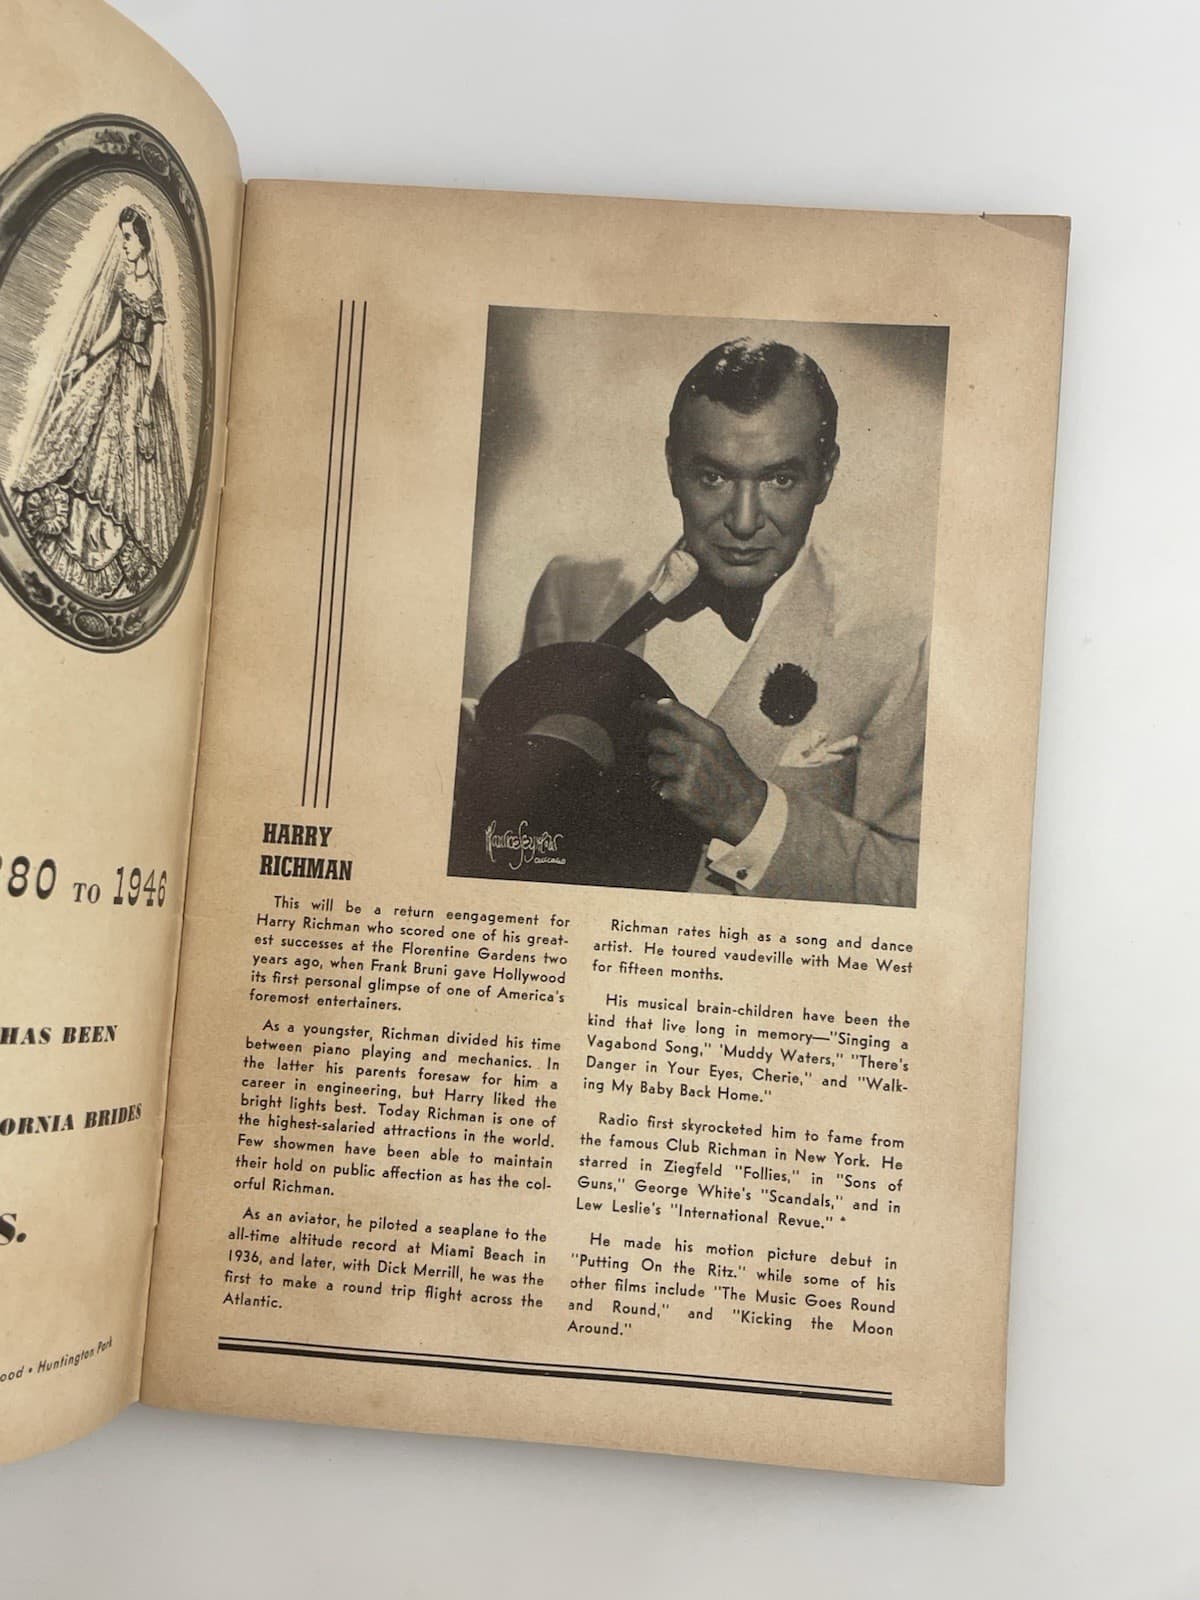 80 TO 1946
HAS BEEN
ORNIA BRIDES
S.
ood • Huntington Park
Maurice Seymour
CHICAGO
HARRY
RICHMAN
This will be a return eengagement for
Harry Richman who scored one of his great-
est successes at the Florentine Gardens two
years ago, when Frank Bruni gave Hollywood
its first personal glimpse of one of America's
foremost entertainers.
As a youngster, Richman divided his time
between piano playing and mechanics. . In
the latter his parents foresaw for him a
career in engineering, but Harry liked the
bright lights best. Today Richman is one of
the highest-salaried attractions in the world.
Few showmen have been able to maintain
their hold on public affection as has the col-
orful Richman.
As an aviator, he piloted a seaplane to the
all-time altitude record at Miami Beach in
1936, and later, with Dick Merrill, he was the
first to make a round trip flight across the
Atlantic.
Richman rates high as a song and dance
artist. He toured vaudeville with Mae West
for fifteen months.
His musical brain-children have been the
kind that live long in memory—"Singing a
Vagabond Song," 'Muddy Waters," "There's
Danger in Your Eyes, Cherie," and "Walk-
ing My Baby Back Home."
Radio first skyrocketed him to fame from
the famous Club Richman in New York. He
starred in Ziegfeld "Follies," in "Sons of
Guns," George White's "Scandals," and in
Lew Leslie's "International Revue."
He made his motion picture debut in
"Putting On the Ritz." while some of his
other films include "The Music Goes Round
and Round," and "Kicking the Moon
Around."